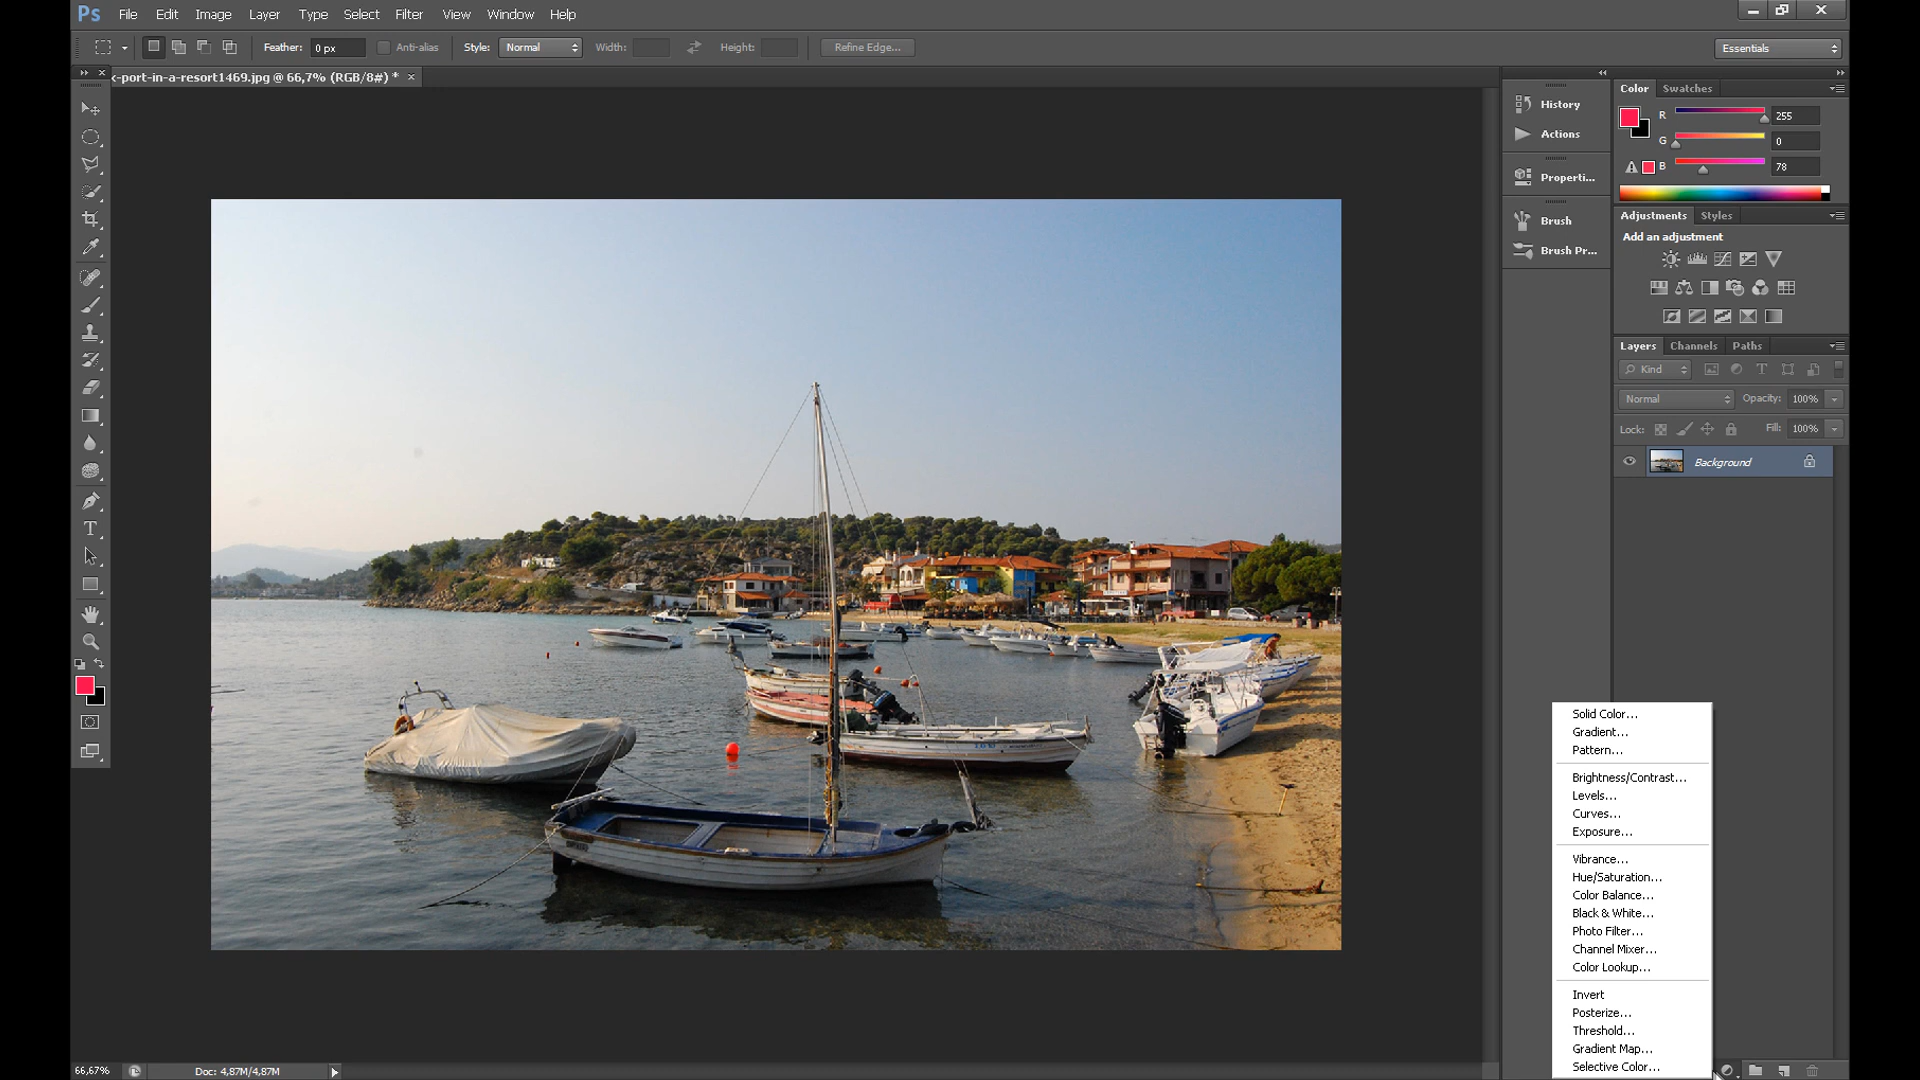 Ps File Edit Image Layer Type Select Filter View Window Help
Feather: 0 px Anti-alias Style: Normal Width: Height: Refine Edge... Essentials
-port-in-a-resort1469.jpg @ 66,7% (RGB/8#) *
History
Actions
Properti...
Brush
Brush Pr...
Color Swatches
R 255
G 0
B 78
Adjustments Styles
Add an adjustment
Layers Channels Paths
Kind
Normal Opacity: 100%
Lock: Fill: 100%
Background
Solid Color...
Gradient...
Pattern...
Brightness/Contrast...
Levels...
Curves...
Exposure...
Vibrance...
Hue/Saturation...
Color Balance...
Black & White...
Photo Filter...
Channel Mixer...
Color Lookup...
Invert
Posterize...
Threshold...
Gradient Map...
Selective Color...
66,67% Doc: 4,87M/4,87M